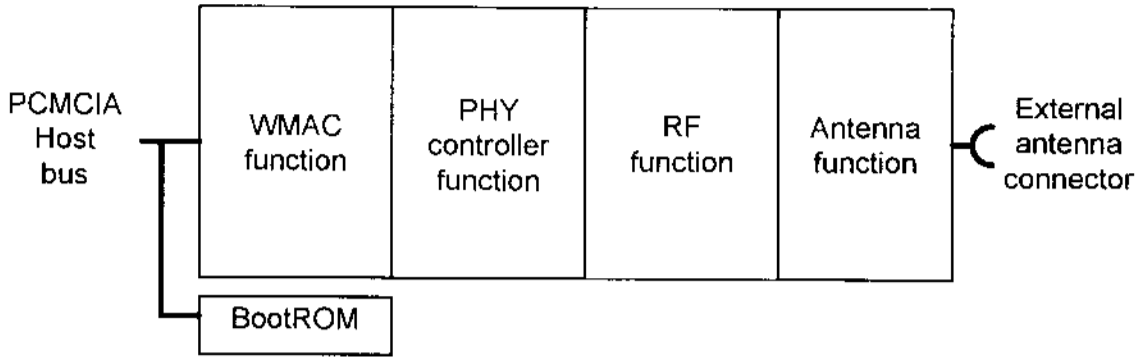 PCMCIA
Host
bus
WMAC
function
PHY
controller
function
RF
function
Antenna
function
External
antenna
connector
BootROM